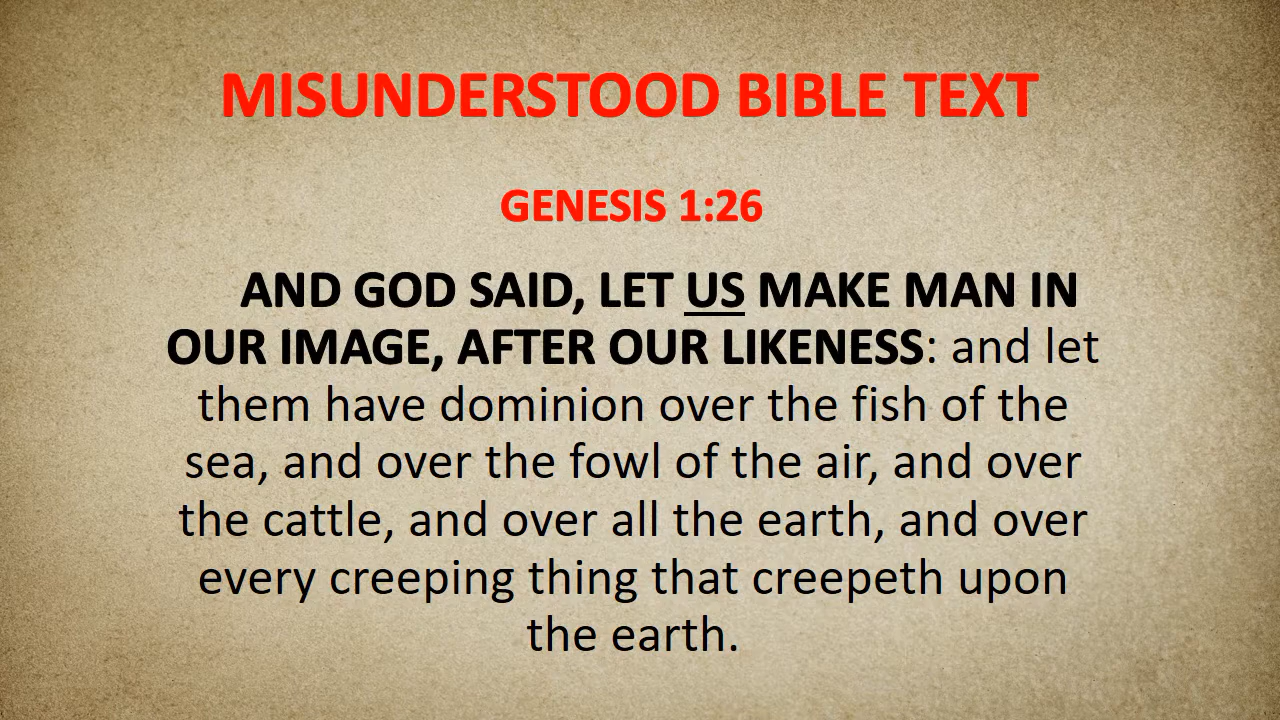 MISUNDERSTOOD BIBLE TEXT
GENESIS 1:26
AND GOD SAID, LET US MAKE MAN IN
OUR IMAGE, AFTER OUR LIKENESS: and let
them have dominion over the fish of the
sea, and over the fowl of the air, and over
the cattle, and over all the earth, and over
every creeping thing that creepeth upon
the earth.